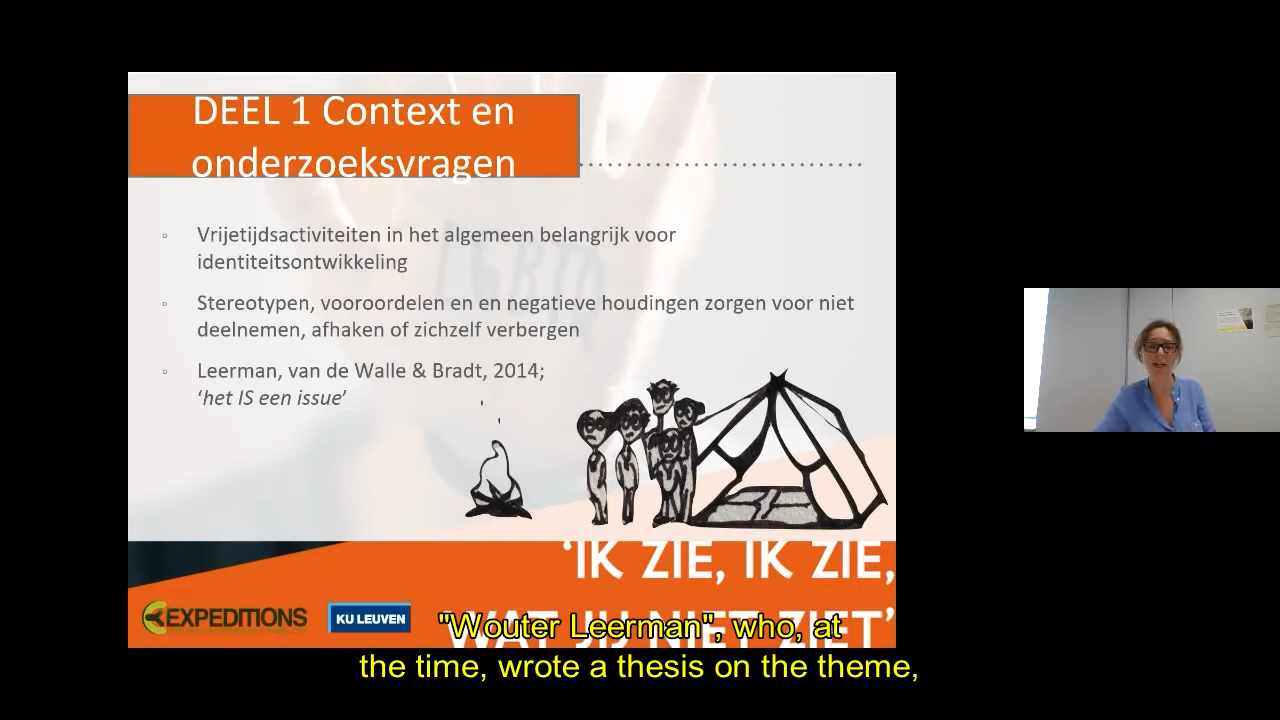 DEEL 1 Context en
onderzoeksvragen
Vrijetijdsactiviteiten in het algemeen belangrijk voor
identiteitsontwikkeling
Stereotypen, vooroordelen en en negatieve houdingen zorgen voor niet
deelnemen, afhaken of zichzelf verbergen
Leerman, van de Walle & Bradt, 2014;
‘het IS een issue’
‘IK ZIE, IK ZIE,
WAT JIJ NIET ZIET’
EXPEDITIONS
KU LEUVEN
"Wouter Leerman", who, at
the time, wrote a thesis on the theme,